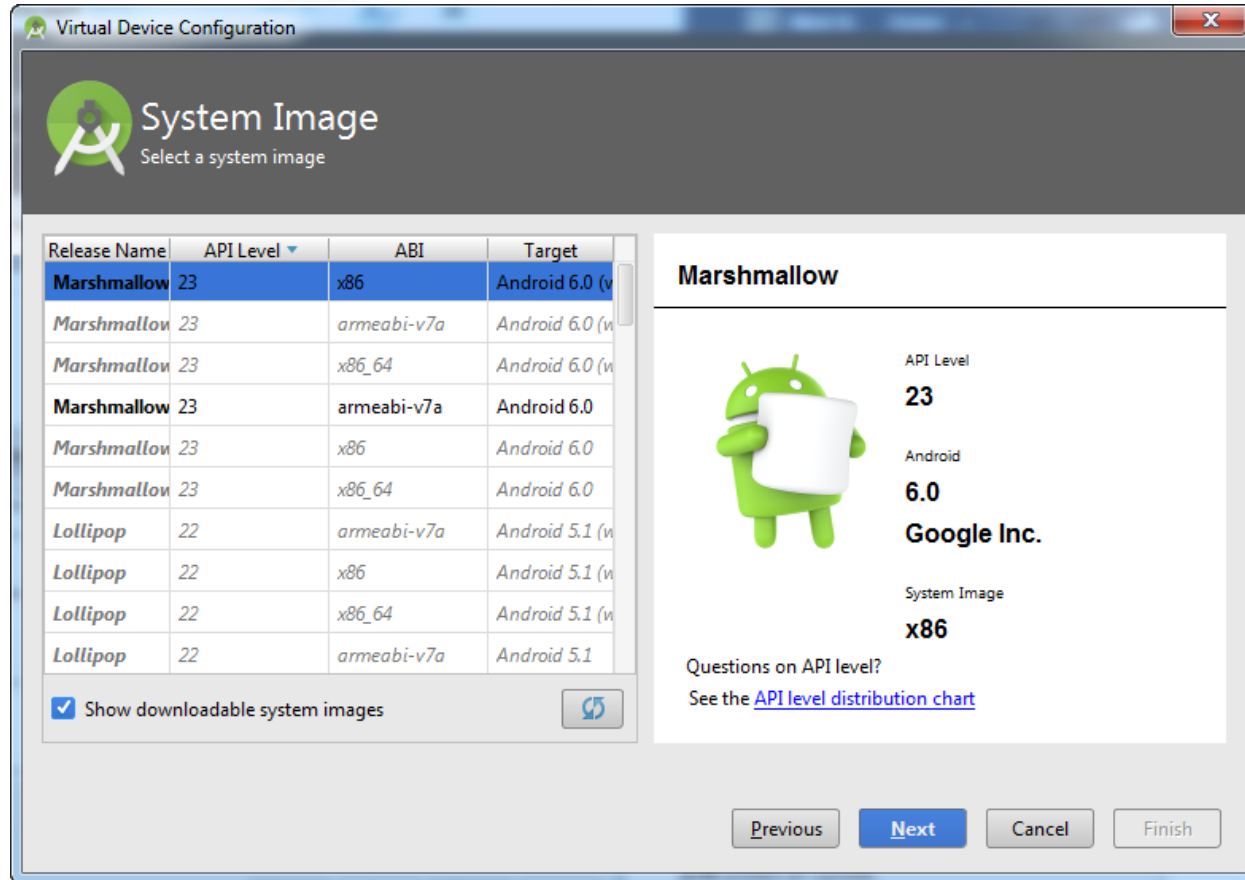 Virtual Device Configuration
System Image
Select a system image
Release Name API Level ABI Target
Marshmallow 23 x86 Android 6.0 (w
Marshmallow 23 armeabi-v7a Android 6.0 (w
Marshmallow 23 x86_64 Android 6.0 (w
Marshmallow 23 armeabi-v7a Android 6.0
Marshmallow 23 x86 Android 6.0
Marshmallow 23 x86_64 Android 6.0
Lollipop 22 armeabi-v7a Android 5.1 (w
Lollipop 22 x86 Android 5.1 (w
Lollipop 22 x86_64 Android 5.1 (w
Lollipop 22 armeabi-v7a Android 5.1
Show downloadable system images
Marshmallow
API Level
23
Android
6.0
Google Inc.
System Image
x86
Questions on API level?
See the API level distribution chart
Previous Next Cancel Finish